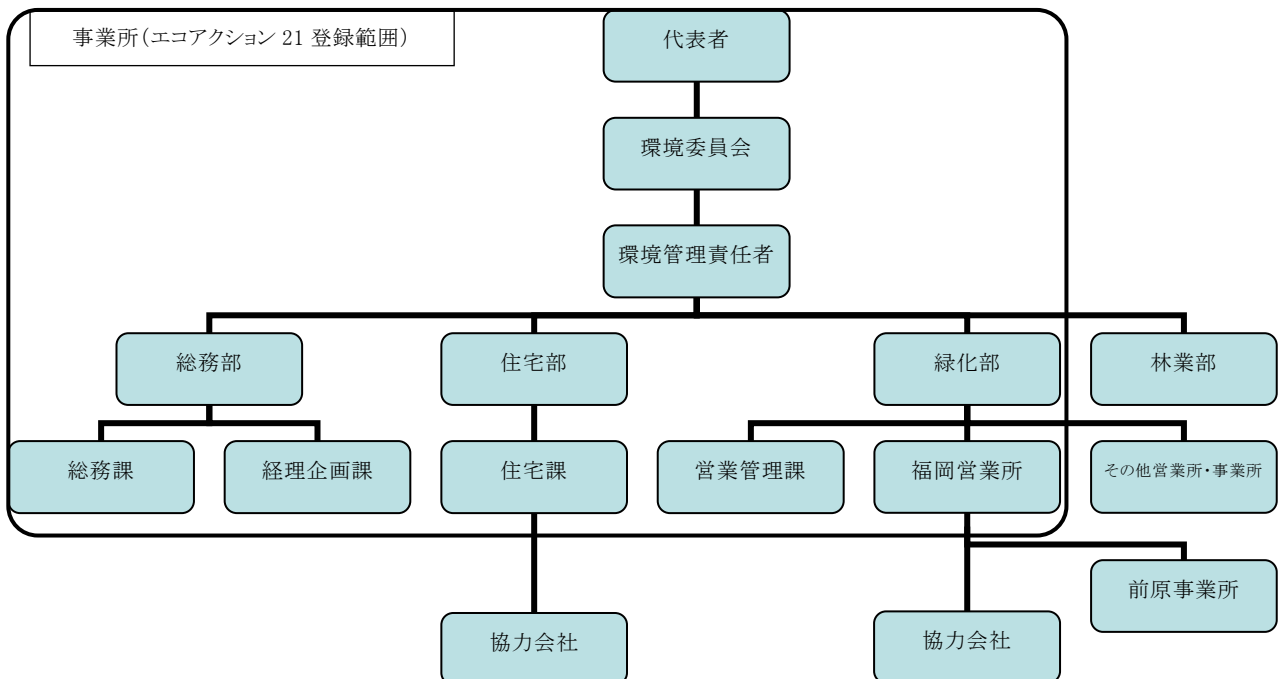 事業所（エコアクション 21 登録範囲）
代表者
環境委員会
環境管理責任者
総務部
住宅部
緑化部
林業部
総務課
経理企画課
住宅課
営業管理課
福岡営業所
その他営業所・事業所
前原事業所
協力会社
協力会社